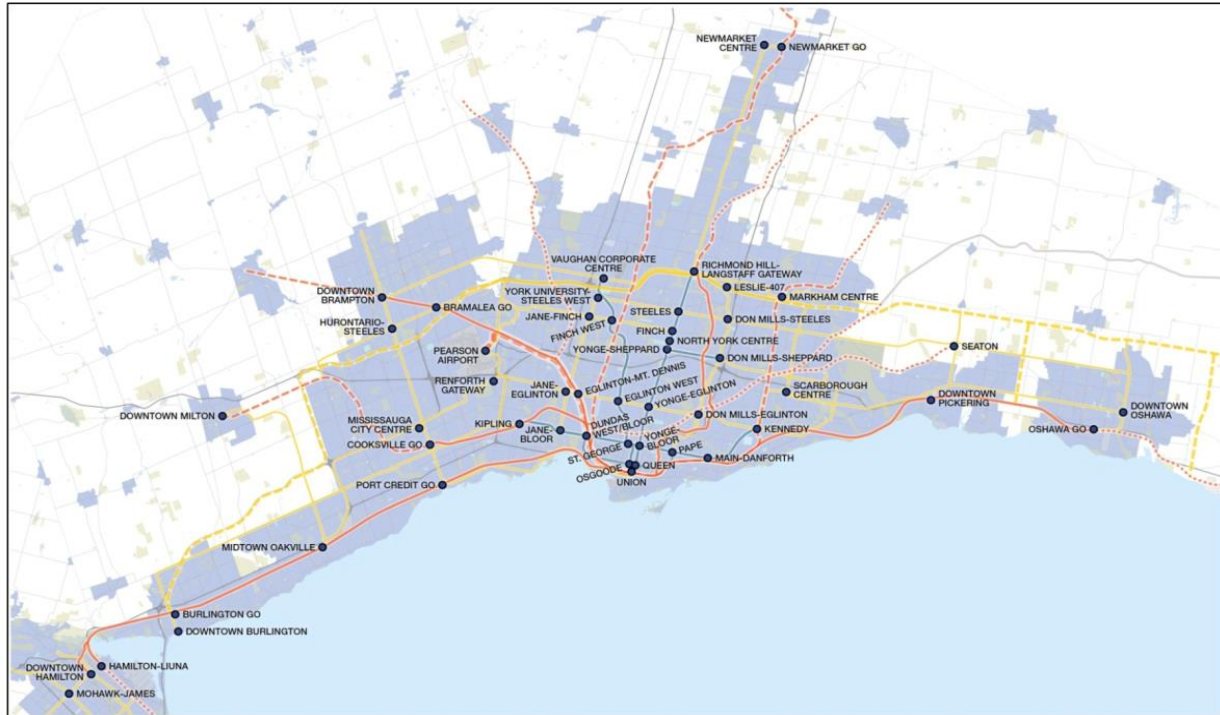 NEWMARKET
CENTRE
NEWMARKET GO
VAUGHAN CORPORATE
CENTRE
RICHMOND HILL-
LANGSTAFF GATEWAY
DOWNTOWN
BRAMPTON
BRAMALEA GO
YORK UNIVERSITY-
STEELES WEST
LESLIE-407
MARKHAM CENTRE
HURONTARIO-
STEELES
JANE-FINCH
FINCH WEST
STEELES
DON MILLS-STEELES
FINCH
NORTH YORK CENTRE
YONGE-SHEPPARD
PEARSON
AIRPORT
DON MILLS-SHEPPARD
SEATON
RENFORTH
GATEWAY
JANE-
EGLINTON
EGLINTON-MT. DENNIS
EGLINTON WEST
YONGE-EGLINTON
SCARBOROUGH
CENTRE
DOWNTOWN
PICKERING
DOWNTOWN
OSHAWA
DOWNTOWN MILTON
MISSISSAUGA
CITY CENTRE
COOKSVILLE GO
KIPLING
JANE-
BLOOR
DUNDAS
WEST/BLOOR
DON MILLS-EGLINTON
KENNEDY
OSHAWA GO
ST. GEORGE
YONGE-
BLOOR
PAPE
MAIN-DANFORTH
OSGOODE
QUEEN
UNION
PORT CREDIT GO
MIDTOWN OAKVILLE
BURLINGTON GO
DOWNTOWN BURLINGTON
HAMILTON-LIUNA
DOWNTOWN
HAMILTON
MOHAWK-JAMES